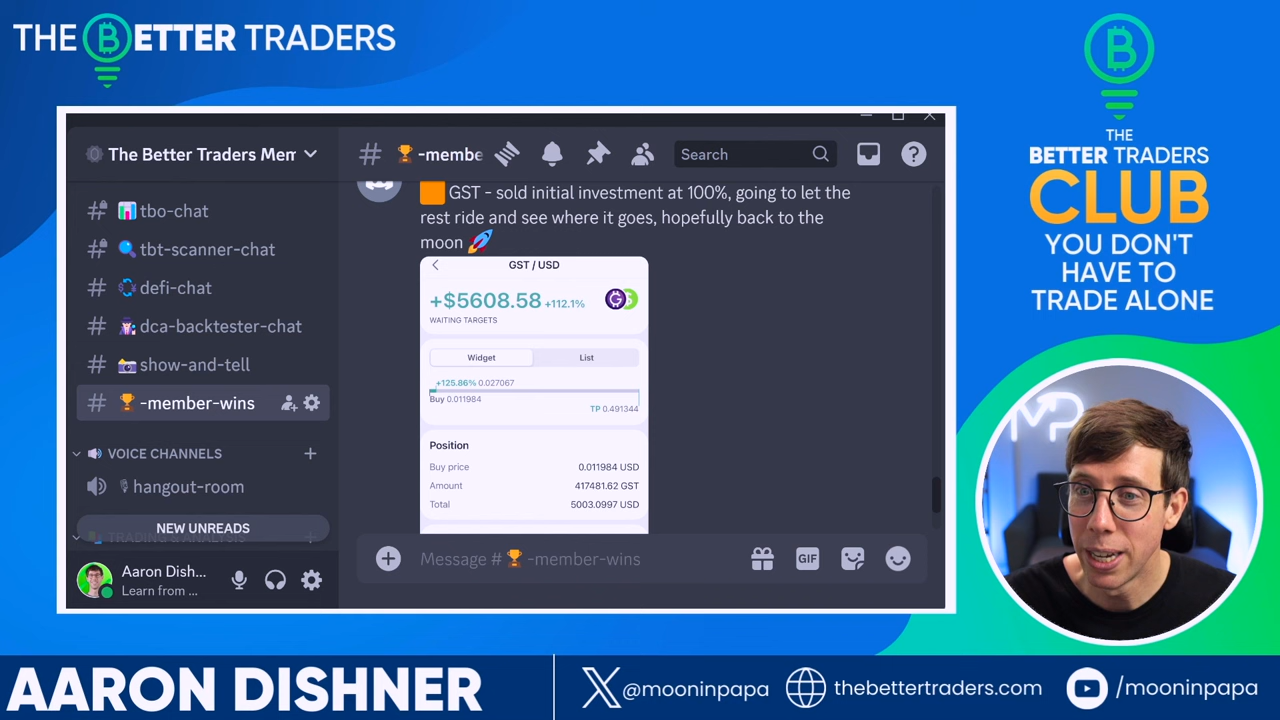 THE BETTER TRADERS
THE
BETTER TRADERS
CLUB
YOU DON'T
HAVE TO
TRADE ALONE
The Better Traders Mem
tbo-chat
tbt-scanner-chat
defi-chat
dca-backtester-chat
show-and-tell
-member-wins
VOICE CHANNELS
hangout-room
NEW UNREADS
TRADING & ANALYSIS
Aaron Dish...
Learn from ...
-membe
Search
GST - sold initial investment at 100%, going to let the
rest ride and see where it goes, hopefully back to the
moon
GST / USD
+$5608.58 +112.1%
WAITING TARGETS
Widget List
+125.86% 0.027067
Buy 0.011984
TP 0.491344
Position
Buy price 0.011984 USD
Amount 417481.62 GST
Total 5003.0997 USD
Message # 🏆 -member-wins
GIF
MP
AARON DISHNER
@mooninpapa
thebettertraders.com
/mooninpapa